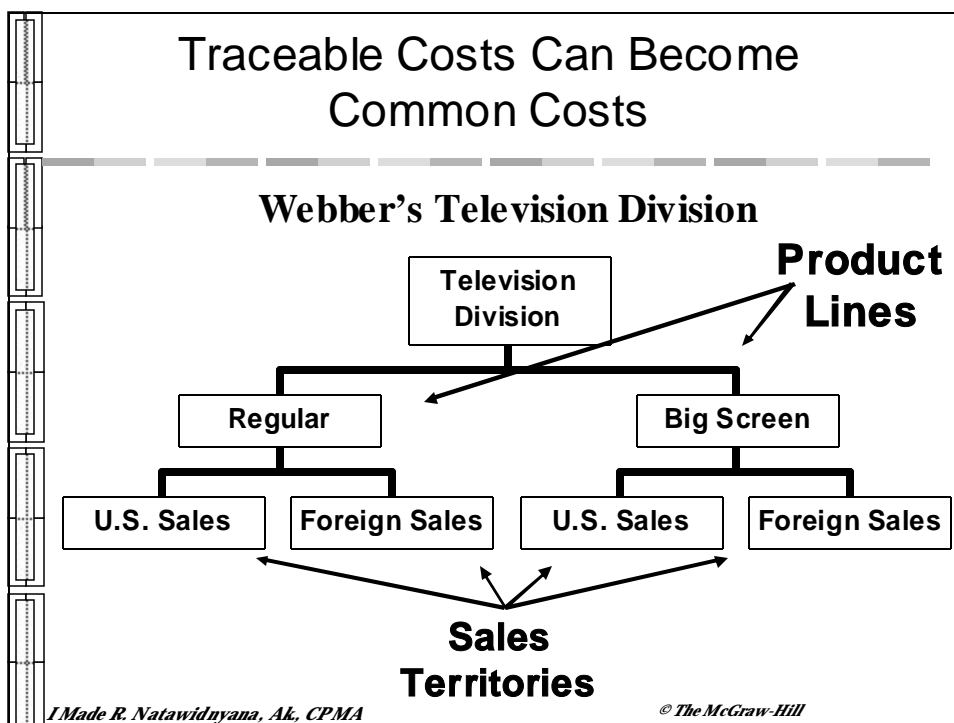 Traceable Costs Can Become
Common Costs
Webber's Television Division
Product
Lines
Television
Division
Regular
Big Screen
U.S. Sales
Foreign Sales
U.S. Sales
Foreign Sales
Sales
Territories
I Made R. Natawidnyana, Ak, CPMA
© The McGraw-Hill